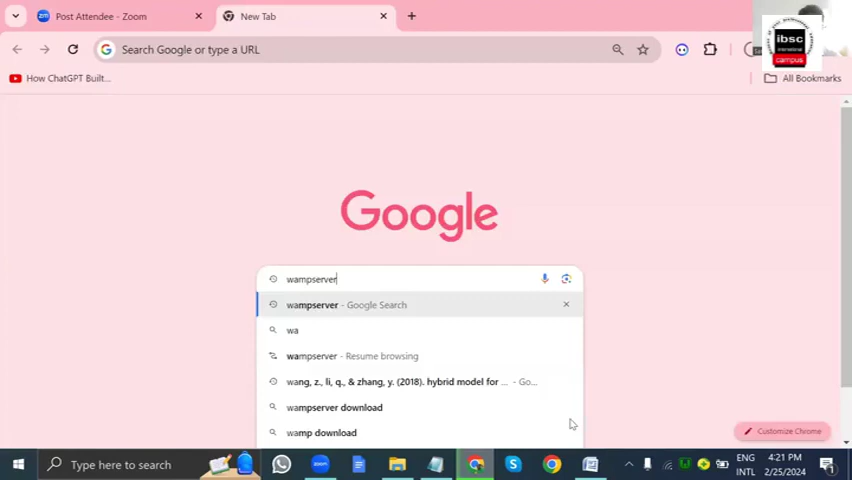 Post Attendee - Zoom
New Tab
Search Google or type a URL
How ChatGPT Built...
All Bookmarks
ibsc
international
campus
Google
wampserver
wampserver - Google Search
wa
wampserver - Resume browsing
wang, z., li, q., & zhang, y. (2018). hybrid model for ... - Go...
wampserver download
wamp download
Customize Chrome
Type here to search
ENG
INTL
4:21 PM
2/25/2024